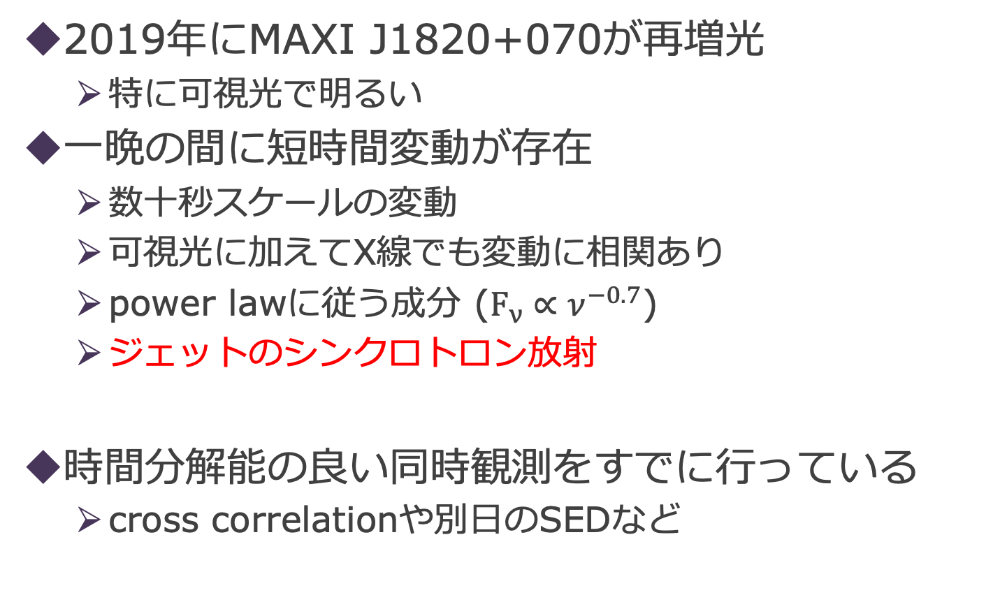 ◆2019年にMAXI J1820+070が再増光
➢特に可視光で明るい
◆一晩の間に短時間変動が存在
➢数十秒スケールの変動
➢可視光に加えてX線でも変動に相関あり
➢power lawに従う成分 (F_ν ∝ ν^−0.7)
➢ジェットのシンクロトロン放射
◆時間分解能の良い同時観測をすでに行っている
➢cross correlationや別日のSEDなど